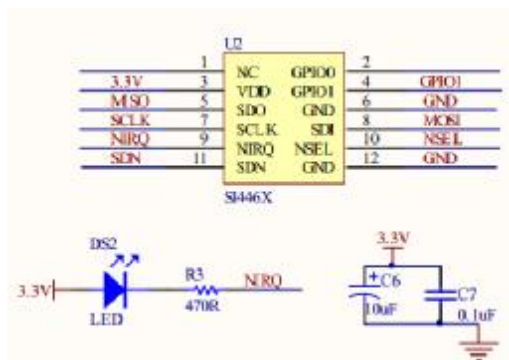 U2
1 NC GPIO0 2
3.3V 3 VDD GPIO1 4 GPIO1
MISO 5 SDO GND 6 GND
SCLK 7 SCLK SDI 8 MOSI
NIRQ 9 NIRQ NSEL 10 NSEL
SDN 11 SDN GND 12 GND
SI446X
DS2
3.3V R3 NIRQ
LED 470R
3.3V
C6 C7
10uF 0.1uF